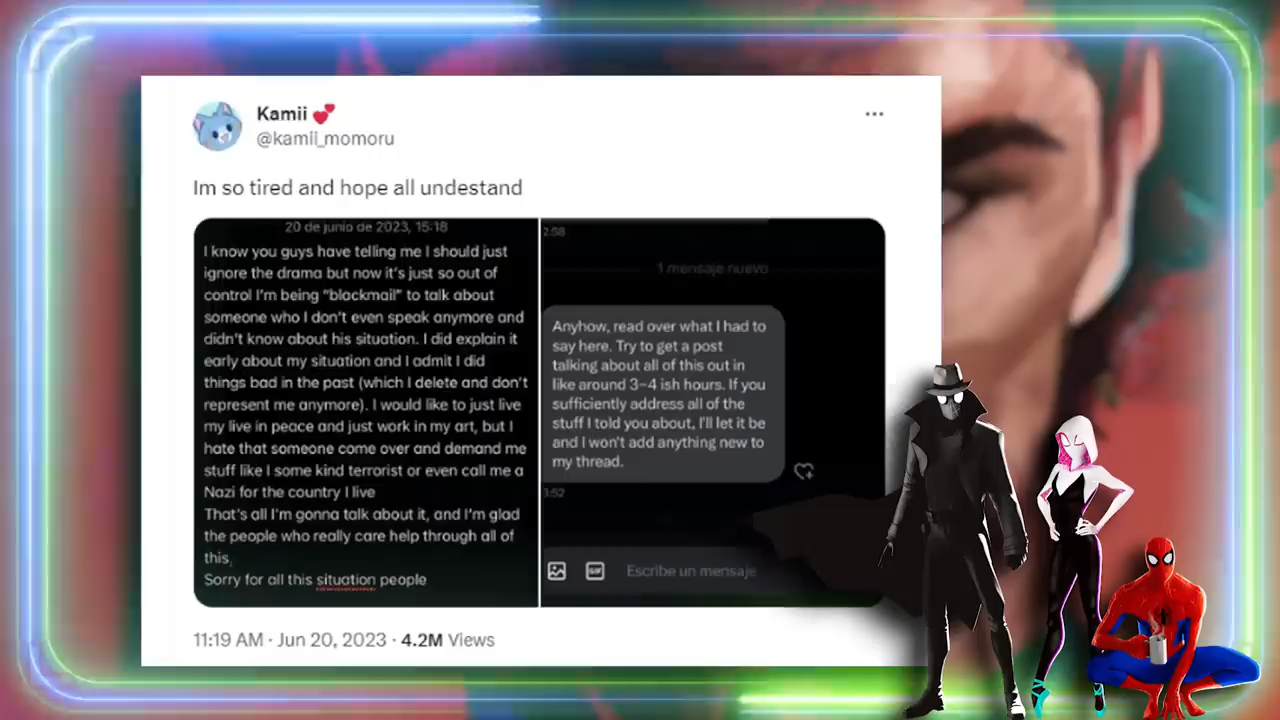 Kamii 💕
@kamii_momoru
Im so tired and hope all undestand
20 de junio de 2023, 15:18
I know you guys have telling me I should just
ignore the drama but now it's just so out of
control I'm being "blackmail" to talk about
someone who I don't even speak anymore and
didn't know about his situation. I did explain it
early about my situation and I admit I did
things bad in the past (which I delete and don't
represent me anymore). I would like to just live
my live in peace and just work in my art, but I
hate that someone come over and demand me
stuff like I some kind terrorist or even call me a
Nazi for the country I live
That's all I'm gonna talk about it, and I'm glad
the people who really care help through all of
this,
Sorry for all this situation people
2:58
1 mensaje nuevo
Anyhow, read over what I had to
say here. Try to get a post
talking about all of this out in
like around 3-4 ish hours. If you
sufficiently address all of the
stuff I told you about, I'll let it be
and I won't add anything new to
my thread.
3:52
GIF
Escribe un mensaje
11:19 AM · Jun 20, 2023 · 4.2M Views